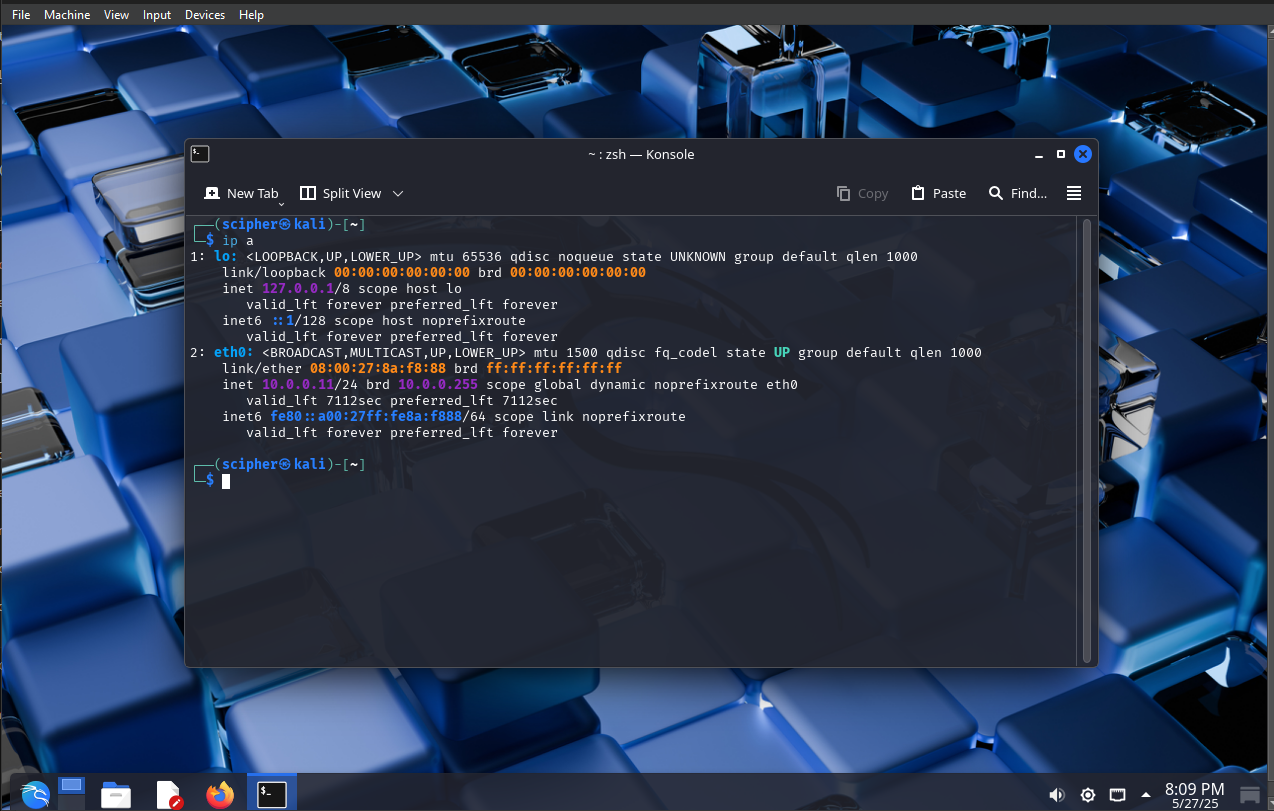 File Machine View Input Devices Help
~ : zsh — Konsole
New Tab Split View Copy Paste Find...
┌──(scipher㉿kali)-[~]
└─$ ip a
1: lo: <LOOPBACK,UP,LOWER_UP> mtu 65536 qdisc noqueue state UNKNOWN group default qlen 1000
    link/loopback 00:00:00:00:00:00 brd 00:00:00:00:00:00
    inet 127.0.0.1/8 scope host lo
       valid_lft forever preferred_lft forever
    inet6 ::1/128 scope host noprefixroute
       valid_lft forever preferred_lft forever
2: eth0: <BROADCAST,MULTICAST,UP,LOWER_UP> mtu 1500 qdisc fq_codel state UP group default qlen 1000
    link/ether 08:00:27:8a:f8:88 brd ff:ff:ff:ff:ff:ff
    inet 10.0.0.11/24 brd 10.0.0.255 scope global dynamic noprefixroute eth0
       valid_lft 7112sec preferred_lft 7112sec
    inet6 fe80::a00:27ff:fe8a:f888/64 scope link noprefixroute
       valid_lft forever preferred_lft forever
┌──(scipher㉿kali)-[~]
└─$
8:09 PM
5/27/25